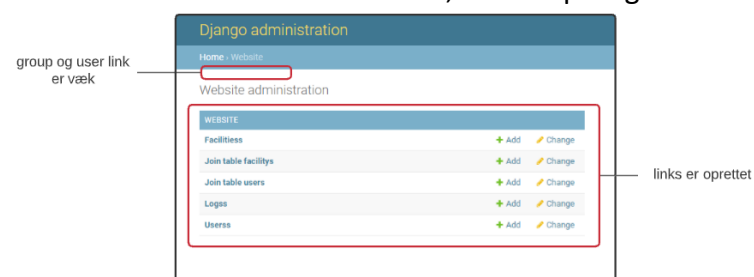 Django administration
Home › Website
group og user link
er væk
Website administration
WEBSITE
Facilitiess + Add Change
Join table facilitys + Add Change
Join table users + Add Change
links er oprettet
Logss + Add Change
Userss + Add Change